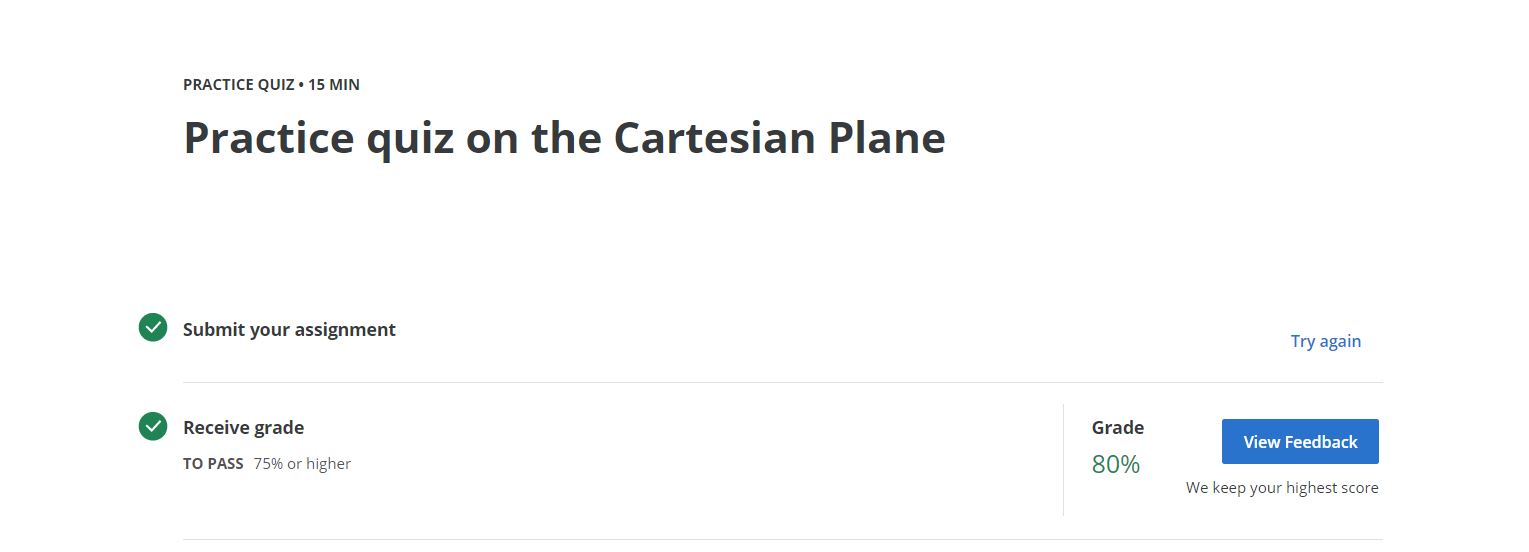 PRACTICE QUIZ • 15 MIN
Practice quiz on the Cartesian Plane
Submit your assignment
Try again
Receive grade
TO PASS 75% or higher
Grade
80%
View Feedback
We keep your highest score